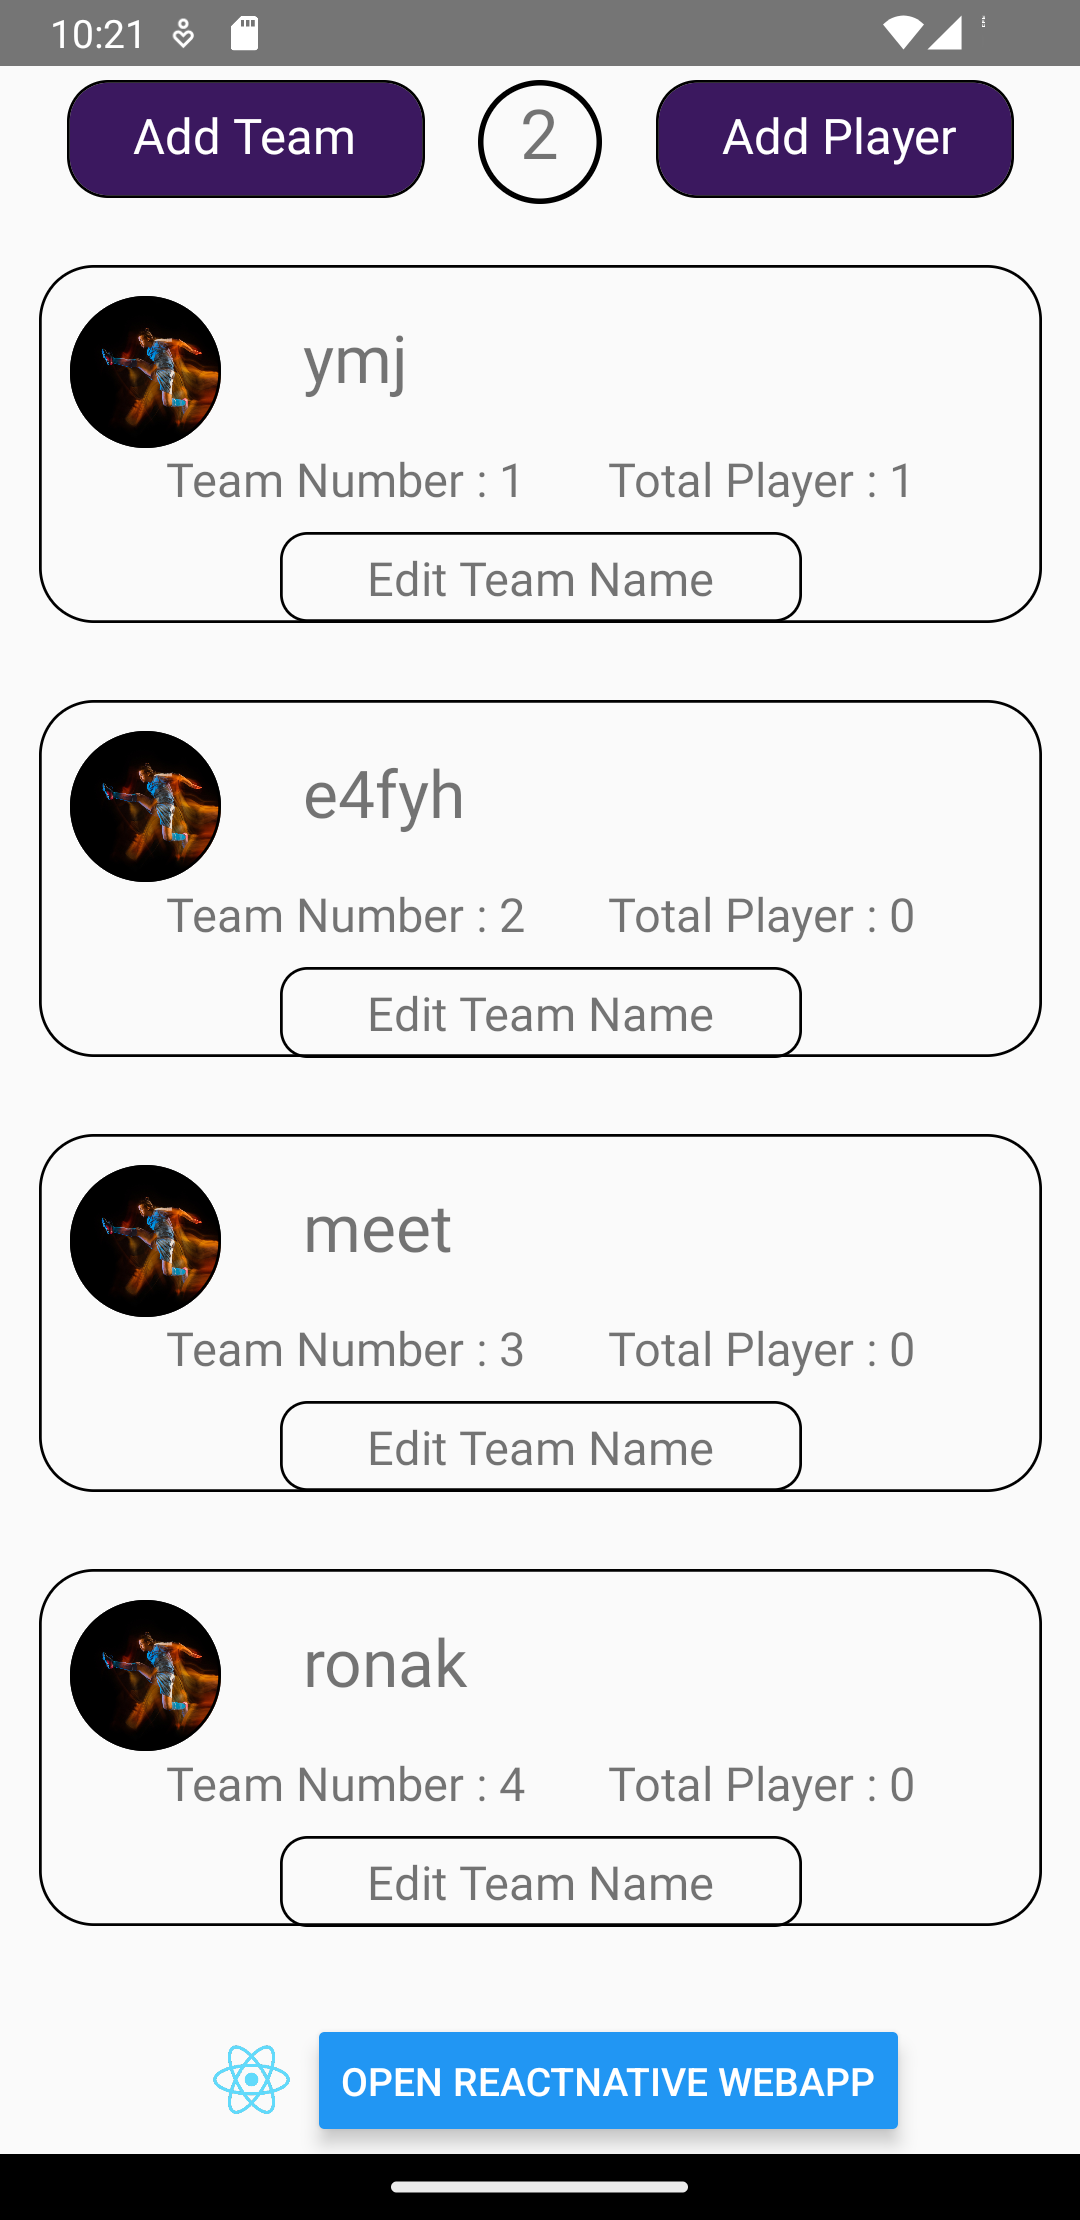 10:21
Add Team
2
Add Player
ymj
Team Number : 1 Total Player : 1
Edit Team Name
e4fyh
Team Number : 2 Total Player : 0
Edit Team Name
meet
Team Number : 3 Total Player : 0
Edit Team Name
ronak
Team Number : 4 Total Player : 0
Edit Team Name
OPEN REACTNATIVE WEBAPP